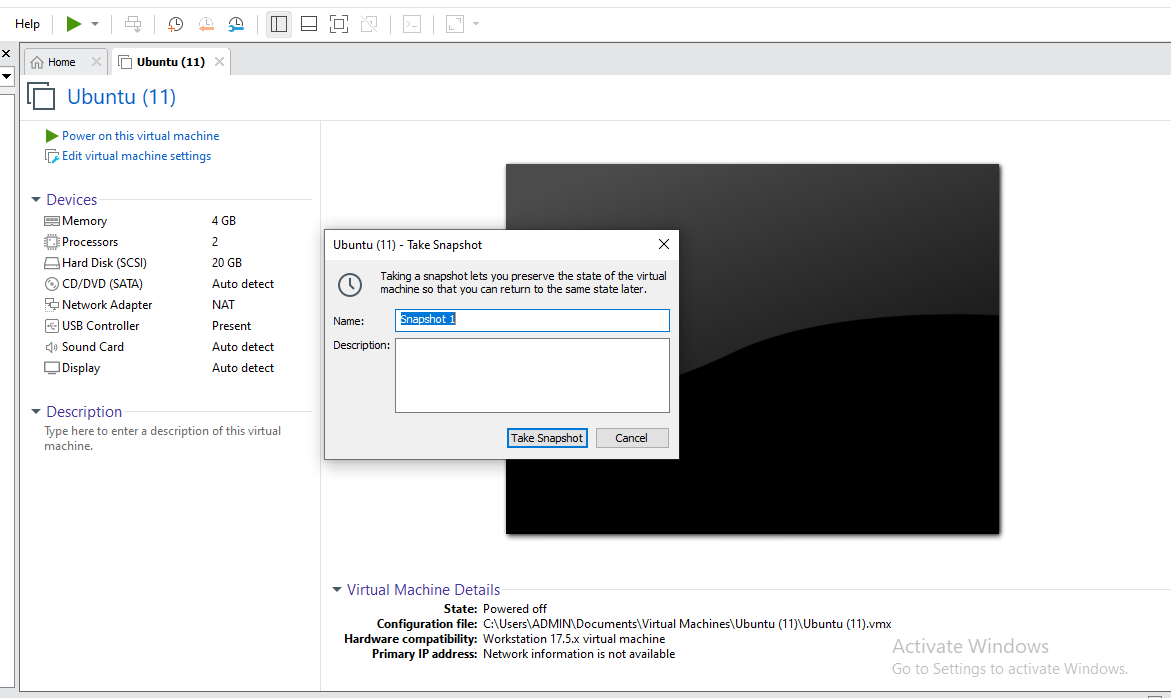 Help
Home
Ubuntu (11)
Ubuntu (11)
Power on this virtual machine
Edit virtual machine settings
Devices
Memory 4 GB
Processors 2
Hard Disk (SCSI) 20 GB
CD/DVD (SATA) Auto detect
Network Adapter NAT
USB Controller Present
Sound Card Auto detect
Display Auto detect
Description
Type here to enter a description of this virtual
machine.
Ubuntu (11) - Take Snapshot
Taking a snapshot lets you preserve the state of the virtual
machine so that you can return to the same state later.
Name: Snapshot 1
Description:
Take Snapshot Cancel
Virtual Machine Details
State: Powered off
Configuration file: C:\Users\ADMIN\Documents\Virtual Machines\Ubuntu (11)\Ubuntu (11).vmx
Hardware compatibility: Workstation 17.5.x virtual machine
Primary IP address: Network information is not available
Activate Windows
Go to Settings to activate Windows.